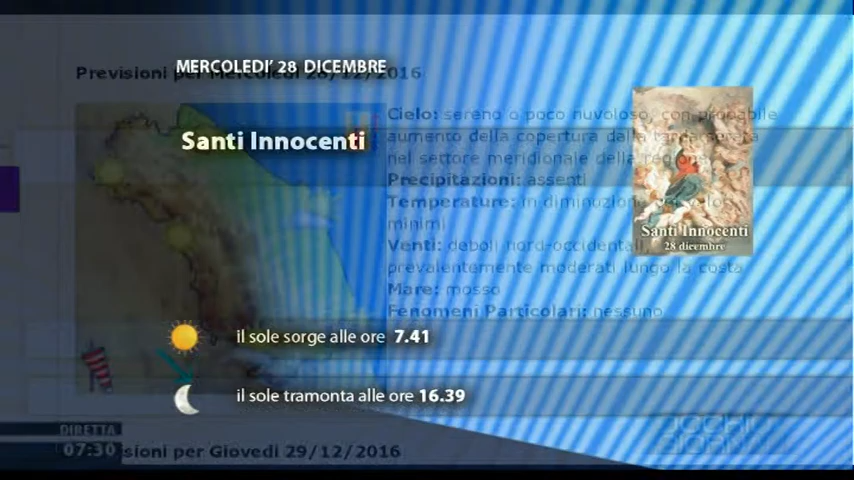 MERCOLEDI' 28 DICEMBRE
Previsioni per Mercoledì 28/12/2016
Santi Innocenti
Cielo: sereno o poco nuvoloso, con probabile
aumento della copertura dalla tarda serata
nel settore meridionale della regione
Precipitazioni: assenti
Temperature: in diminuzione
minimi
Venti: deboli nord-occidentali,
prevalentemente moderati lungo la costa
Mare: mosso
Fenomeni Particolari: nessuno
Santi Innocenti
28 dicembre
il sole sorge alle ore 7.41
il sole tramonta alle ore 16.39
DIRETTA
07:30
sioni per Giovedì 29/12/2016